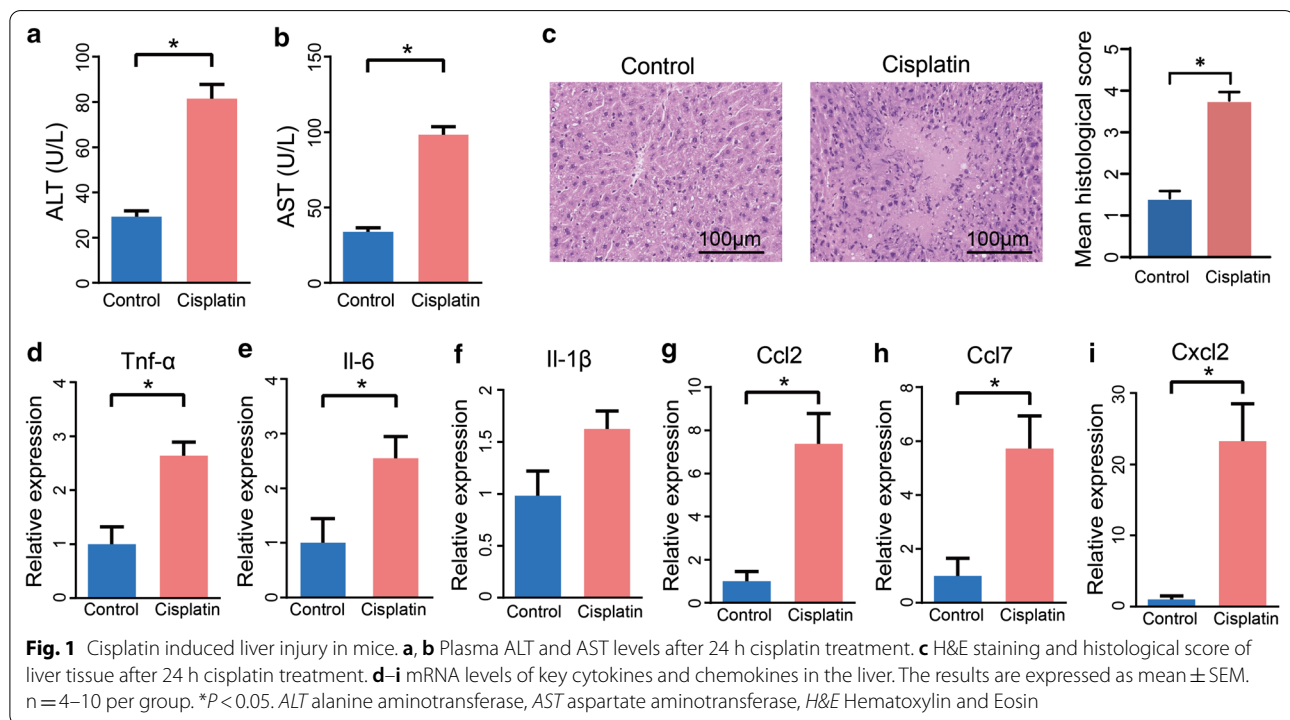 a
ALT (U/L)
100
80
60
40
20
0
*
Control
Cisplatin
b
AST (U/L)
150
100
50
0
*
Control
Cisplatin
c
Control
100μm
Cisplatin
100μm
Mean histological score
5
4
3
2
1
0
*
Control
Cisplatin
d
Tnf-α
Relative expression
4
3
2
1
0
*
Control
Cisplatin
e
Il-6
Relative expression
4
3
2
1
0
*
Control
Cisplatin
f
Il-1β
Relative expression
2
1.5
1
0.5
0
Control
Cisplatin
g
Ccl2
Relative expression
10
8
6
4
2
0
*
Control
Cisplatin
h
Ccl7
Relative expression
8
6
4
2
0
*
Control
Cisplatin
i
Cxcl2
Relative expression
30
20
10
0
*
Control
Cisplatin
Fig. 1 Cisplatin induced liver injury in mice. a, b Plasma ALT and AST levels after 24 h cisplatin treatment. c H&E staining and histological score of
liver tissue after 24 h cisplatin treatment. d–i mRNA levels of key cytokines and chemokines in the liver. The results are expressed as mean ± SEM.
n = 4–10 per group. *P < 0.05. ALT alanine aminotransferase, AST aspartate aminotransferase, H&E Hematoxylin and Eosin